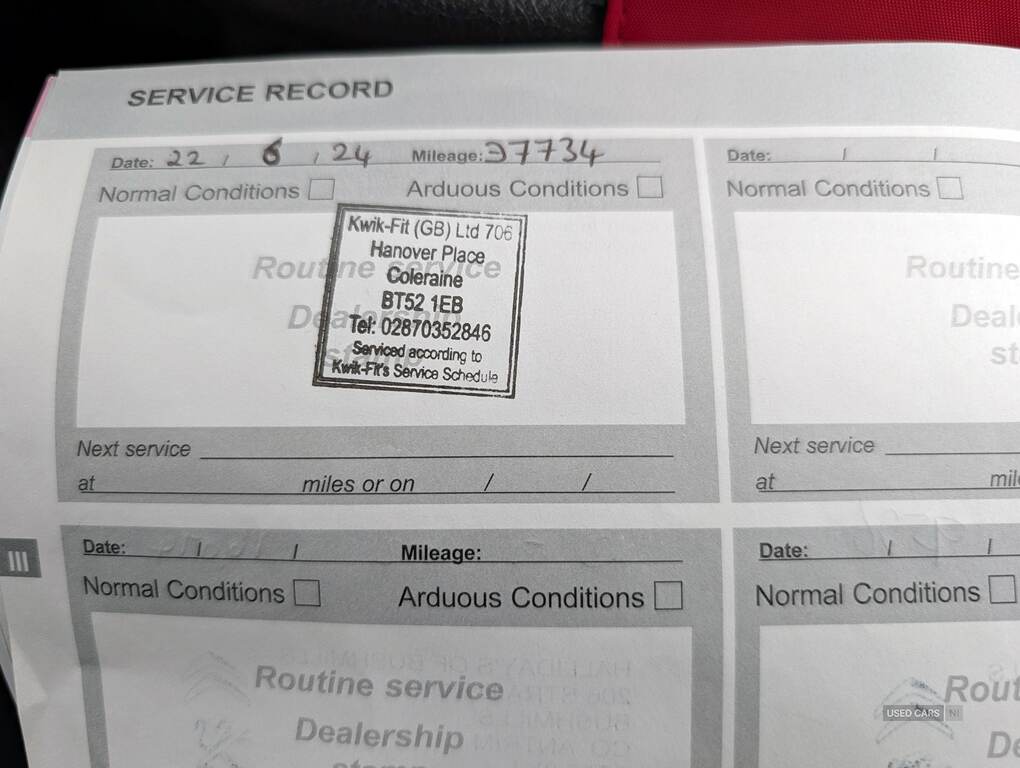 SERVICE RECORD
Date: 22 / 6 / 24 Mileage: 37734
Normal Conditions Arduous Conditions
Routine service
Dealership
stamp
Kwik-Fit (GB) Ltd 706
Hanover Place
Coleraine
BT52 1EB
Tel: 02870352846
Serviced according to
Kwik-Fit's Service Schedule
Next service
at miles or on / /
Date: / /
Normal Conditions
Routine
Next service
at
III
Date: / / Mileage:
Normal Conditions Arduous Conditions
Routine service
Dealership
Date: / /
Normal Conditions
USED CARS NI